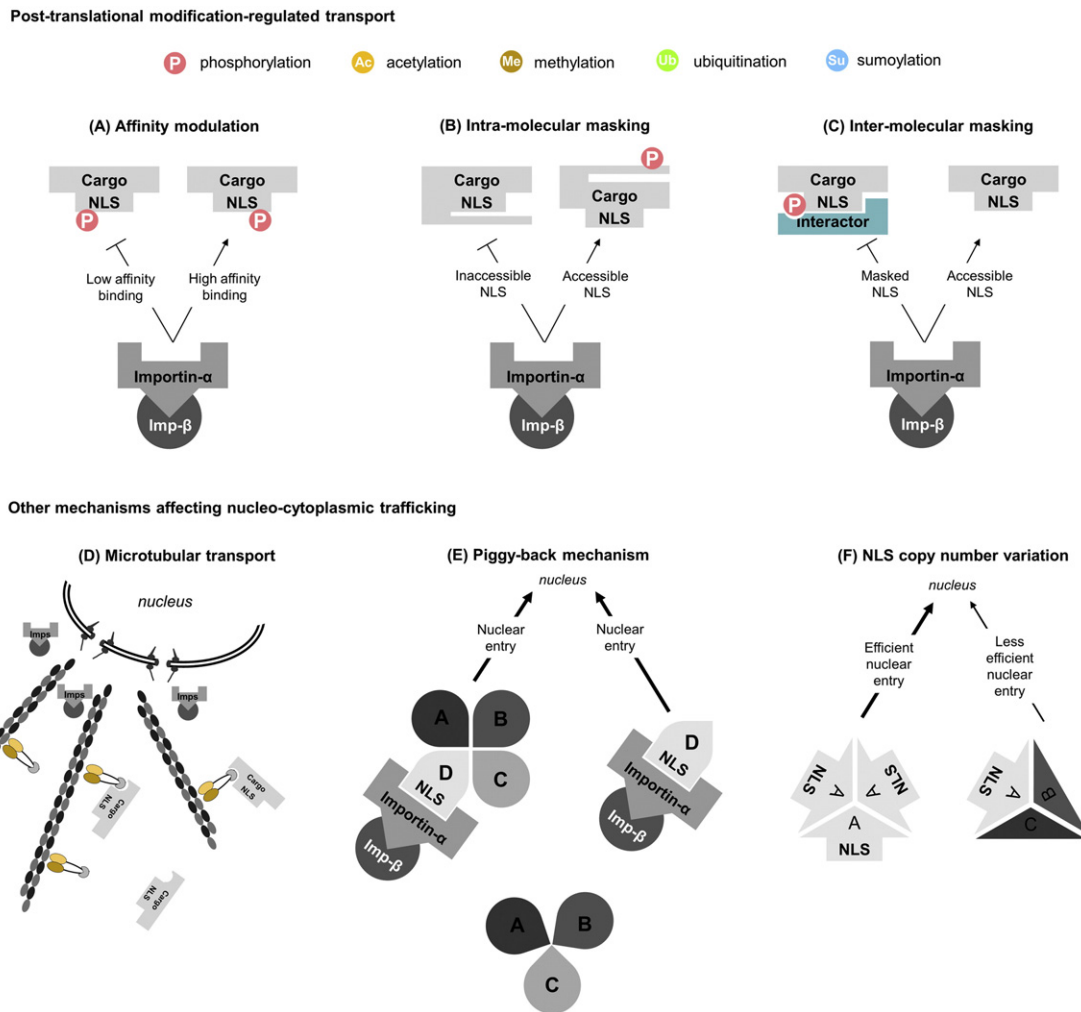 Post-translational modification-regulated transport
P phosphorylation Ac acetylation Me methylation Ub ubiquitination Su sumoylation
(A) Affinity modulation
Cargo
NLS
P
Cargo
NLS
P
Low affinity
binding
High affinity
binding
Importin-α
Imp-β
(B) Intra-molecular masking
Cargo
NLS
P
Cargo
NLS
Inaccessible
NLS
Accessible
NLS
Importin-α
Imp-β
(C) Inter-molecular masking
Cargo
NLS
P
Interactor
Cargo
NLS
Masked
NLS
Accessible
NLS
Importin-α
Imp-β
Other mechanisms affecting nucleo-cytoplasmic trafficking
(D) Microtubular transport
nucleus
Imps
Imps
Imps
Cargo
NLS
Cargo
NLS
Cargo
NLS
(E) Piggy-back mechanism
nucleus
Nuclear
entry
Nuclear
entry
A
B
C
D
NLS
Importin-α
Imp-β
D
NLS
Importin-α
Imp-β
A
B
C
(F) NLS copy number variation
nucleus
Efficient
nuclear
entry
Less
efficient
nuclear
entry
NLS
A
NLS
A
A
NLS
NLS
A
B
C